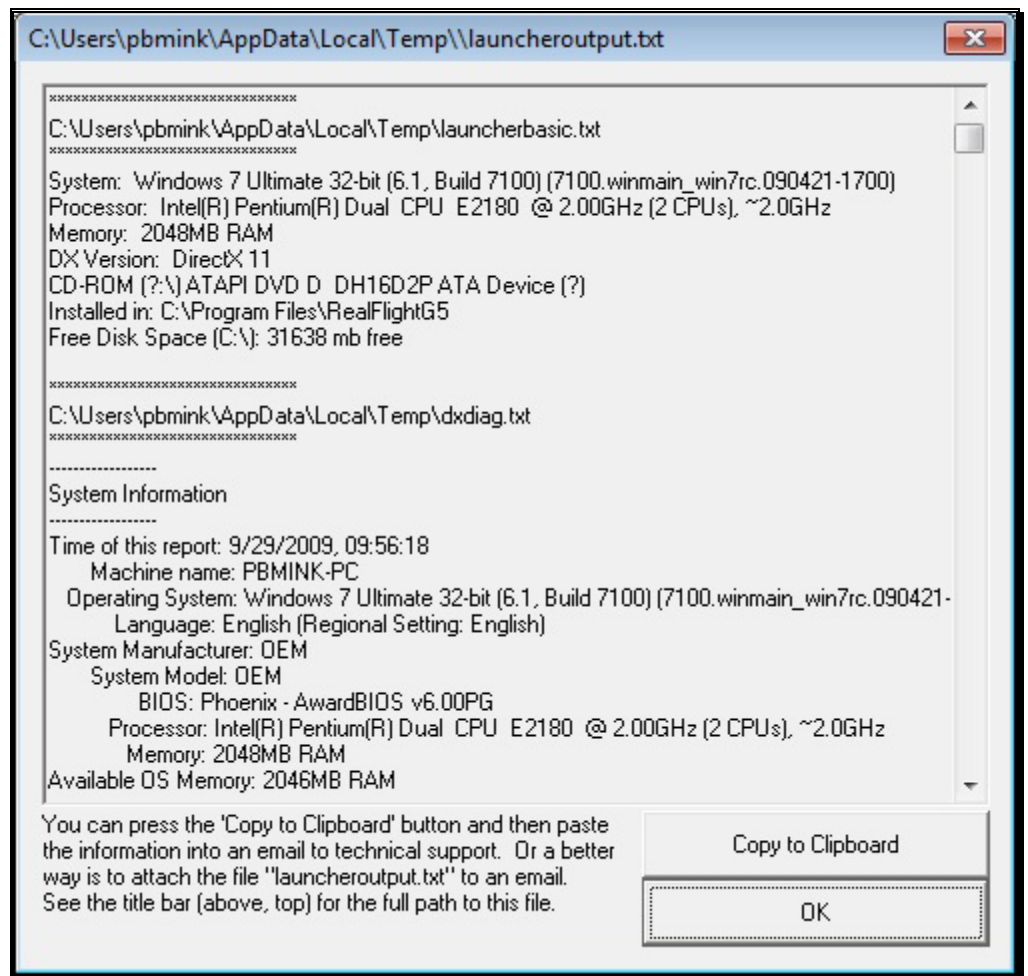 C:\Users\pbmink\AppData\Local\Temp\\launcheroutput.txt
*******************************
C:\Users\pbmink\AppData\Local\Temp\launcherbasic.txt
*******************************
System:  Windows 7 Ultimate 32-bit (6.1, Build 7100) (7100.winmain_win7rc.090421-1700)
Processor:  Intel(R) Pentium(R) Dual  CPU  E2180  @ 2.00GHz (2 CPUs), ~2.0GHz
Memory:  2048MB RAM
DX Version:  DirectX 11
CD-ROM (?:\) ATAPI DVD D  DH16D2P ATA Device (?)
Installed in: C:\Program Files\RealFlightG5
Free Disk Space (C:\): 31638 mb free
*******************************
C:\Users\pbmink\AppData\Local\Temp\dxdiag.txt
*******************************
------------------
System Information
------------------
Time of this report: 9/29/2009, 09:56:18
Machine name: PBMINK-PC
Operating System: Windows 7 Ultimate 32-bit (6.1, Build 7100) (7100.winmain_win7rc.090421-
Language: English (Regional Setting: English)
System Manufacturer: OEM
System Model: OEM
BIOS: Phoenix - AwardBIOS v6.00PG
Processor: Intel(R) Pentium(R) Dual  CPU  E2180  @ 2.00GHz (2 CPUs), ~2.0GHz
Memory: 2048MB RAM
Available OS Memory: 2046MB RAM
You can press the 'Copy to Clipboard' button and then paste
the information into an email to technical support.  Or a better
way is to attach the file "launcheroutput.txt" to an email.
See the title bar (above, top) for the full path to this file.
Copy to Clipboard
OK